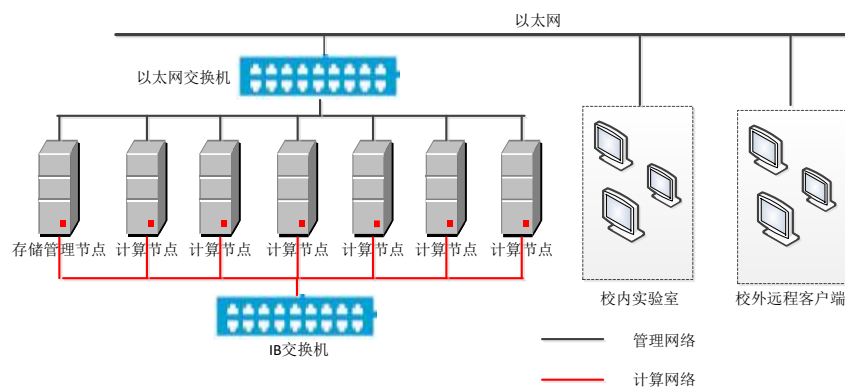 以太网
以太网交换机
存储管理节点 计算节点 计算节点 计算节点 计算节点 计算节点 计算节点
校内实验室 校外远程客户端
IB交换机
管理网络
计算网络